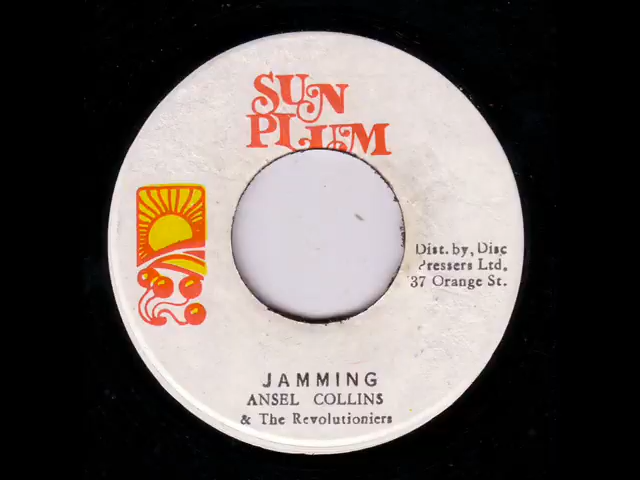 SUN
PLUM
Dist. by, Disc
Pressers Ltd.
37 Orange St.
JAMMING
ANSEL COLLINS
& The Revolutioniers